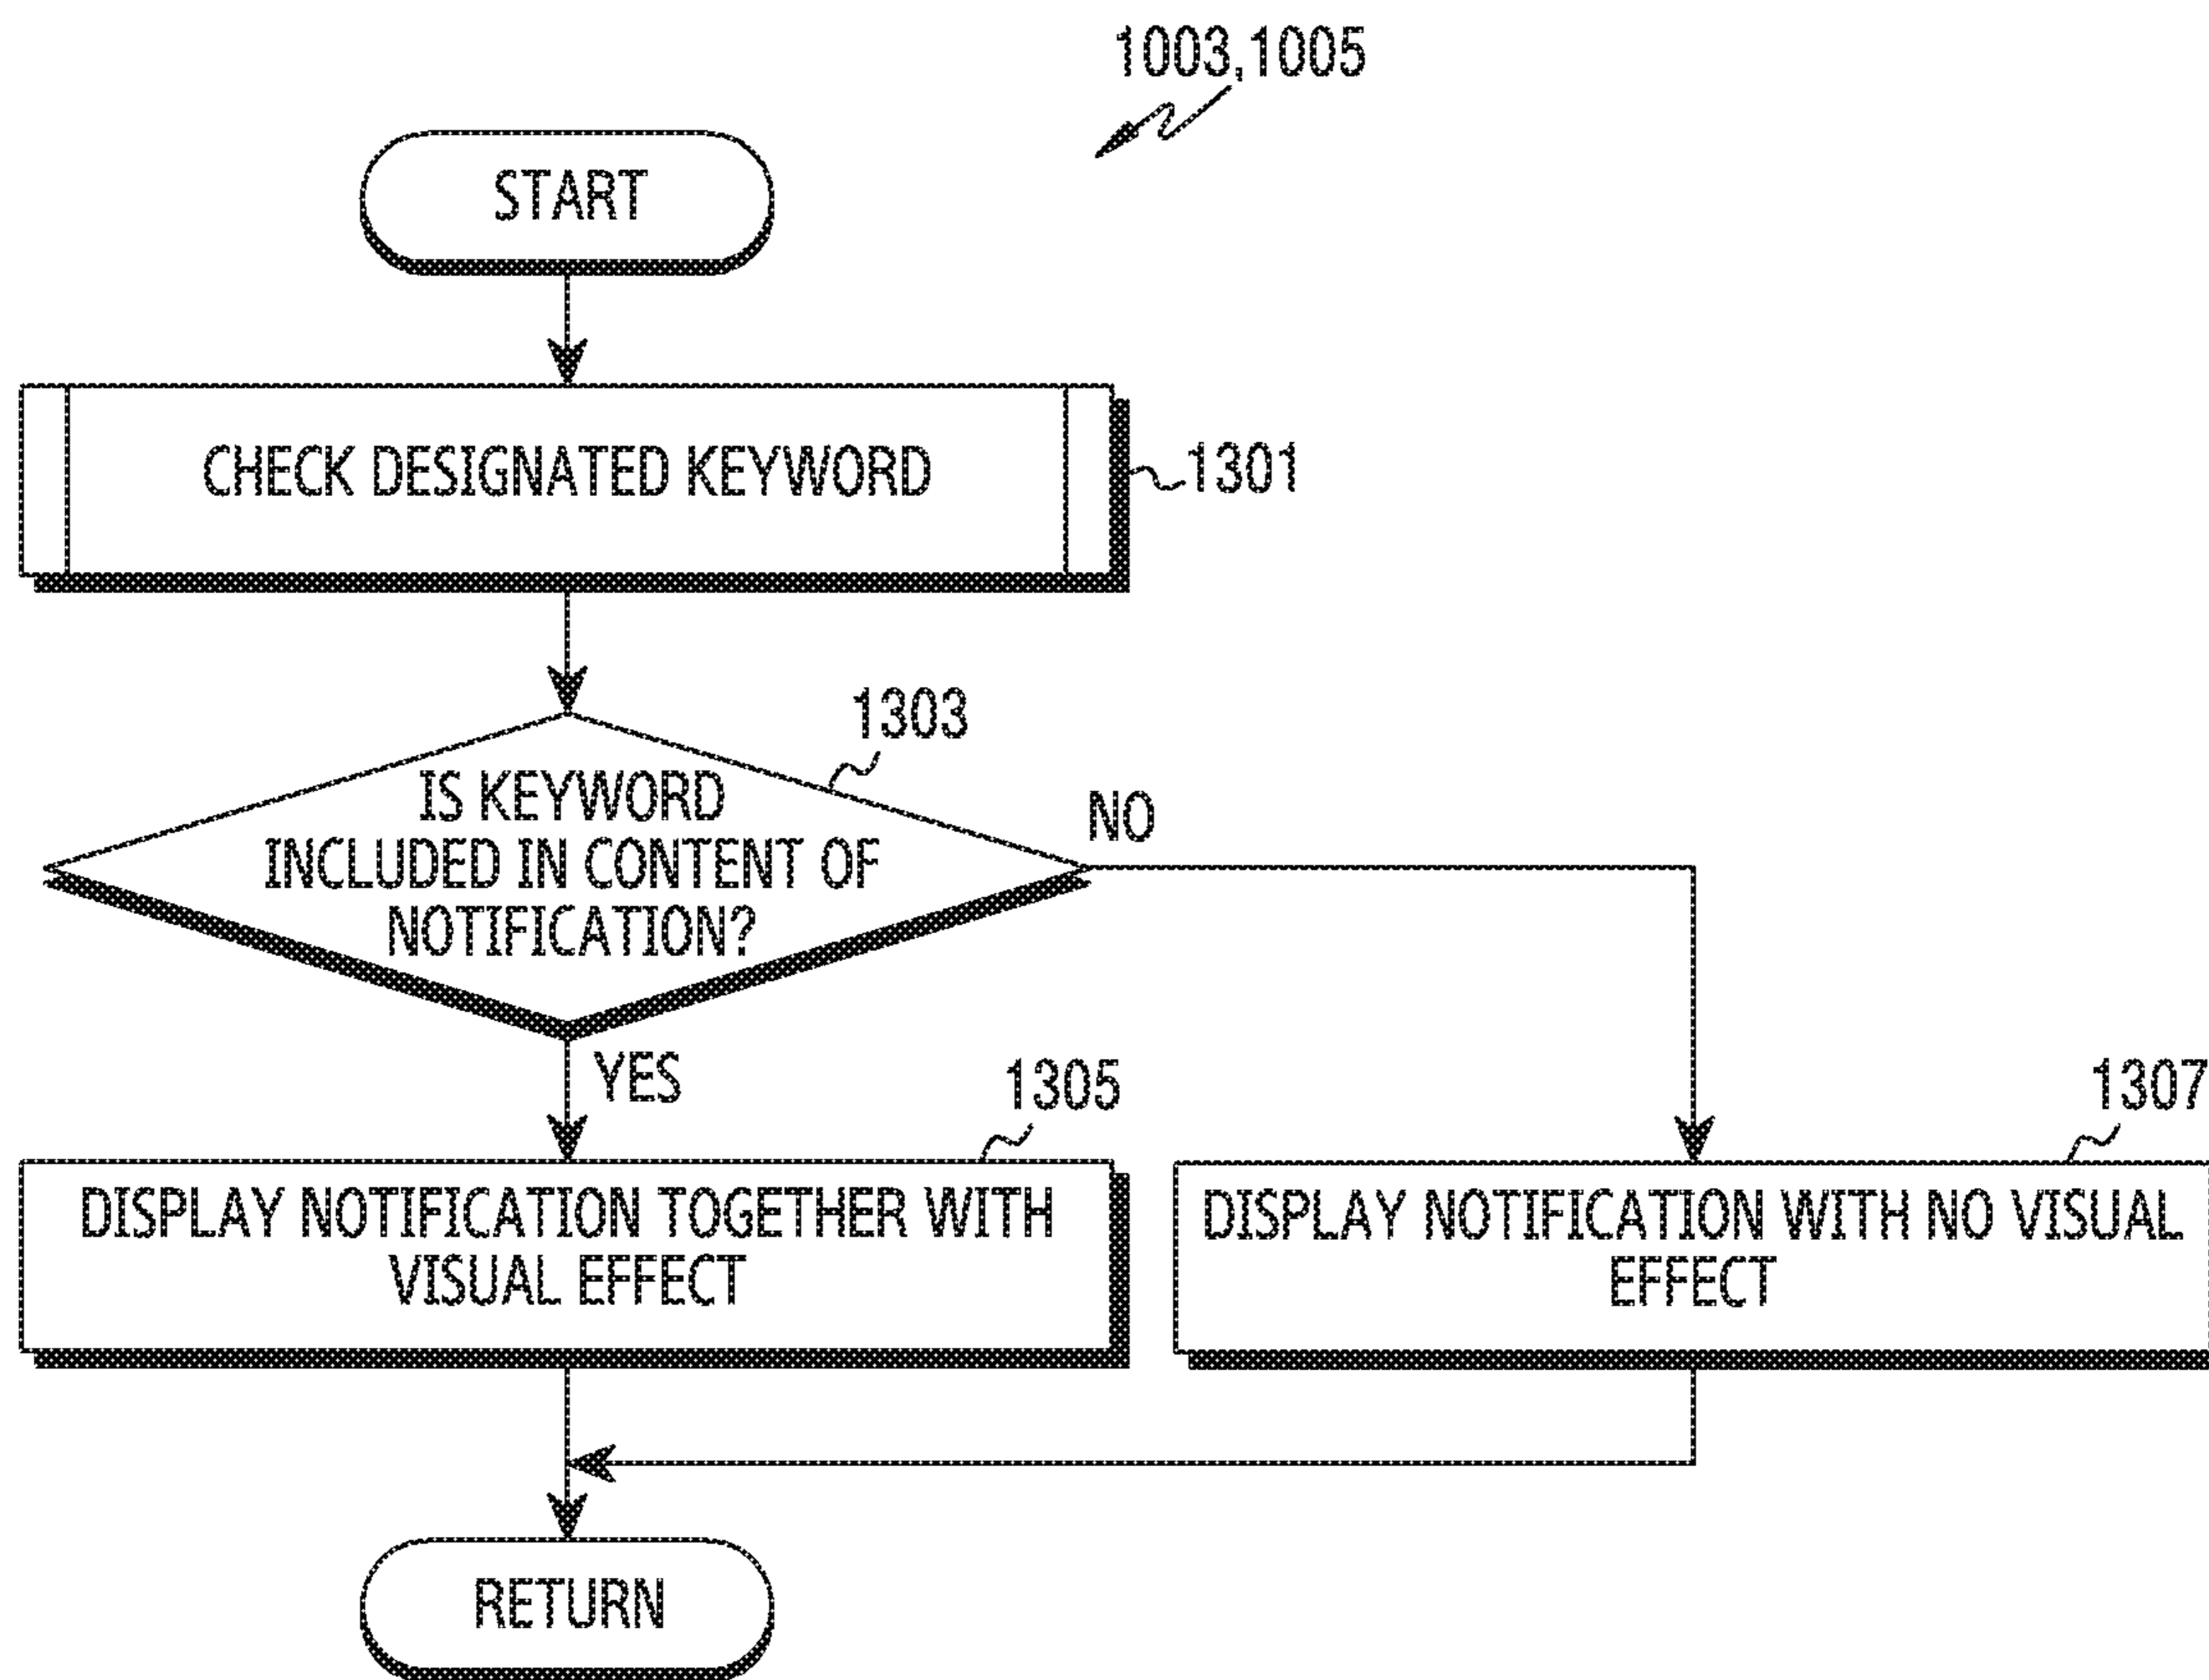 1003,1005
START
CHECK DESIGNATED KEYWORD
1301
1303
IS KEYWORD
INCLUDED IN CONTENT OF
NOTIFICATION?
NO
YES
1305
DISPLAY NOTIFICATION TOGETHER WITH
VISUAL EFFECT
1307
DISPLAY NOTIFICATION WITH NO VISUAL
EFFECT
RETURN